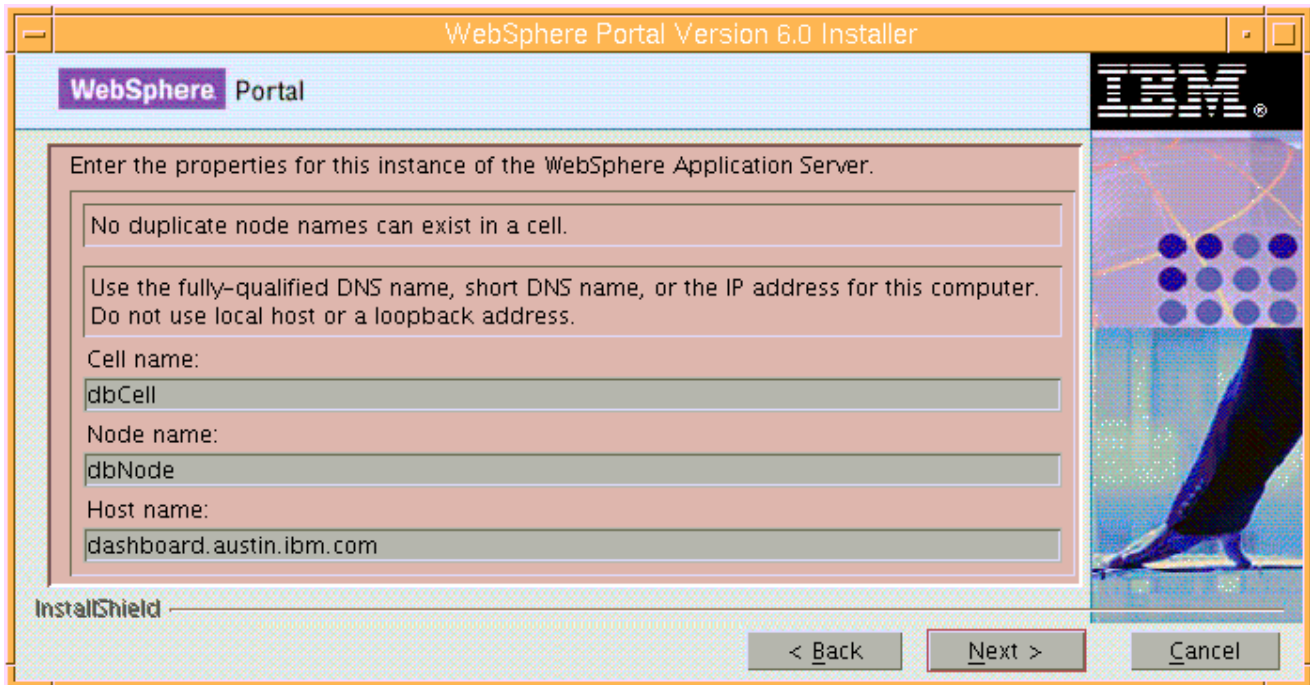 WebSphere Portal Version 6.0 Installer
WebSphere Portal
IBM®
Enter the properties for this instance of the WebSphere Application Server.
No duplicate node names can exist in a cell.
Use the fully-qualified DNS name, short DNS name, or the IP address for this computer.
Do not use local host or a loopback address.
Cell name:
dbCell
Node name:
dbNode
Host name:
dashboard.austin.ibm.com
InstallShield
< Back
Next >
Cancel